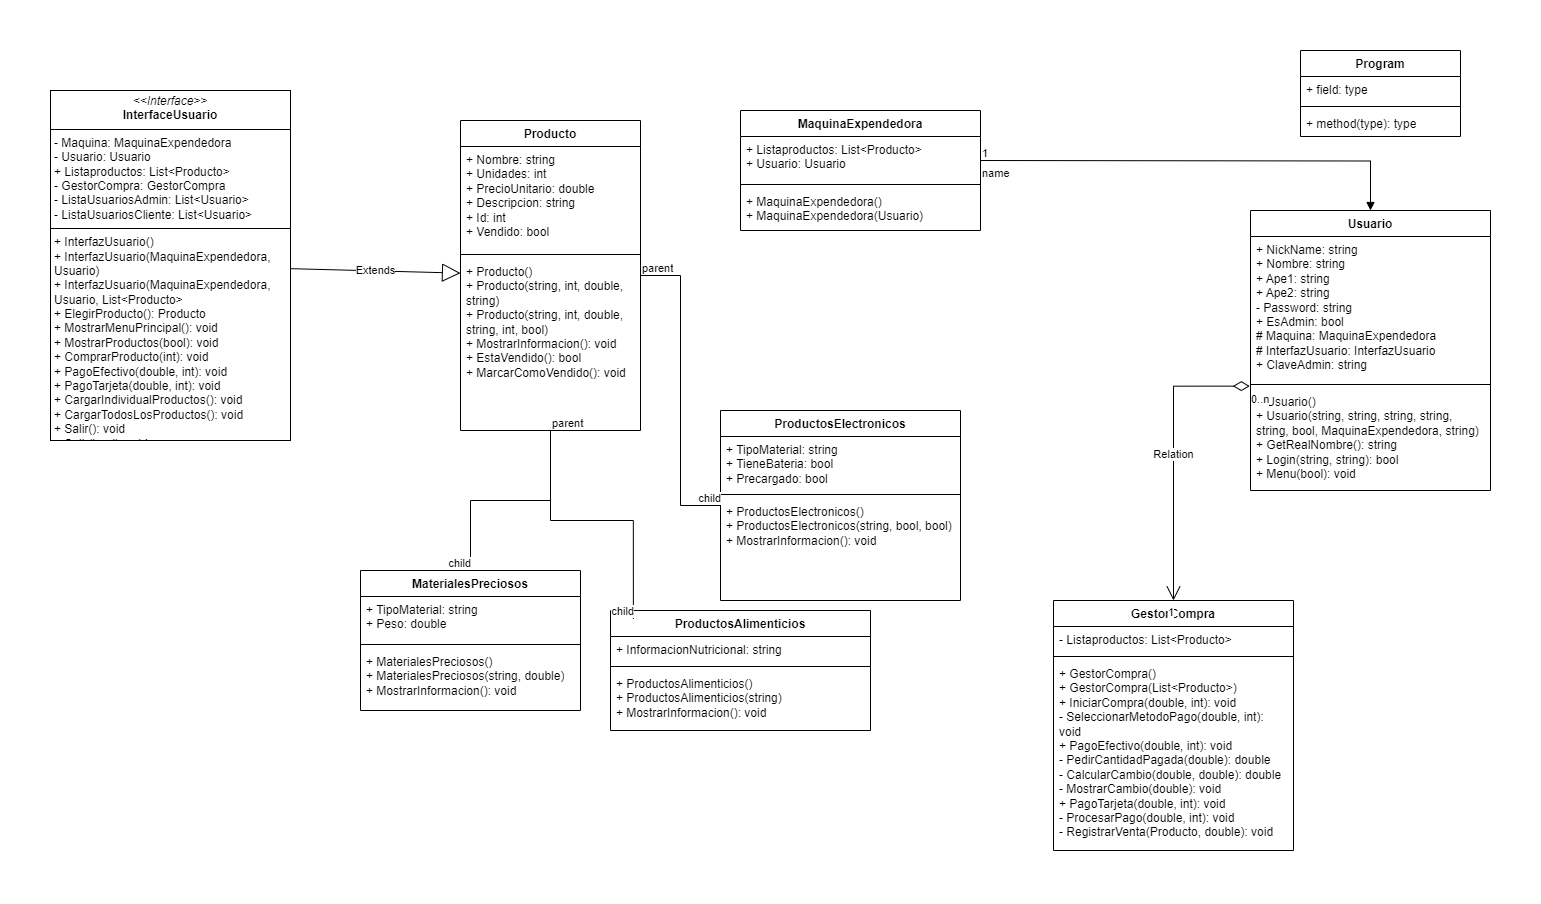 <<Interface>>
InterfaceUsuario
- Maquina: MaquinaExpendedora
- Usuario: Usuario
+ Listaproductos: List<Producto>
- GestorCompra: GestorCompra
- ListaUsuariosAdmin: List<Usuario>
- ListaUsuariosCliente: List<Usuario>
+ InterfazUsuario()
+ InterfazUsuario(MaquinaExpendedora,
Usuario)
+ InterfazUsuario(MaquinaExpendedora,
Usuario, List<Producto>
+ ElegirProducto(): Producto
+ MostrarMenuPrincipal(): void
+ MostrarProductos(bool): void
+ ComprarProducto(int): void
+ PagoEfectivo(double, int): void
+ PagoTarjeta(double, int): void
+ CargarIndividualProductos(): void
+ CargarTodosLosProductos(): void
+ Salir(): void
Extends
Producto
+ Nombre: string
+ Unidades: int
+ PrecioUnitario: double
+ Descripcion: string
+ Id: int
+ Vendido: bool
+ Producto()
+ Producto(string, int, double,
string)
+ Producto(string, int, double,
string, int, bool)
+ MostrarInformacion(): void
+ EstaVendido(): bool
+ MarcarComoVendido(): void
parent
child
parent
child
child
MaterialesPreciosos
+ TipoMaterial: string
+ Peso: double
+ MaterialesPreciosos()
+ MaterialesPreciosos(string, double)
+ MostrarInformacion(): void
ProductosAlimenticios
+ InformacionNutricional: string
+ ProductosAlimenticios()
+ ProductosAlimenticios(string)
+ MostrarInformacion(): void
ProductosElectronicos
+ TipoMaterial: string
+ TieneBateria: bool
+ Precargado: bool
+ ProductosElectronicos()
+ ProductosElectronicos(string, bool, bool)
+ MostrarInformacion(): void
MaquinaExpendedora
+ Listaproductos: List<Producto>
+ Usuario: Usuario
+ MaquinaExpendedora()
+ MaquinaExpendedora(Usuario)
1
name
Program
+ field: type
+ method(type): type
Usuario
+ NickName: string
+ Nombre: string
+ Ape1: string
+ Ape2: string
- Password: string
+ EsAdmin: bool
# Maquina: MaquinaExpendedora
# InterfazUsuario: InterfazUsuario
+ ClaveAdmin: string
0..n
Usuario()
+ Usuario(string, string, string, string,
string, bool, MaquinaExpendedora, string)
+ GetRealNombre(): string
+ Login(string, string): bool
+ Menu(bool): void
Relation
1
GestorCompra
- Listaproductos: List<Producto>
+ GestorCompra()
+ GestorCompra(List<Producto>)
+ IniciarCompra(double, int): void
- SeleccionarMetodoPago(double, int):
void
+ PagoEfectivo(double, int): void
- PedirCantidadPagada(double): double
- CalcularCambio(double, double): double
- MostrarCambio(double): void
+ PagoTarjeta(double, int): void
- ProcesarPago(double, int): void
- RegistrarVenta(Producto, double): void